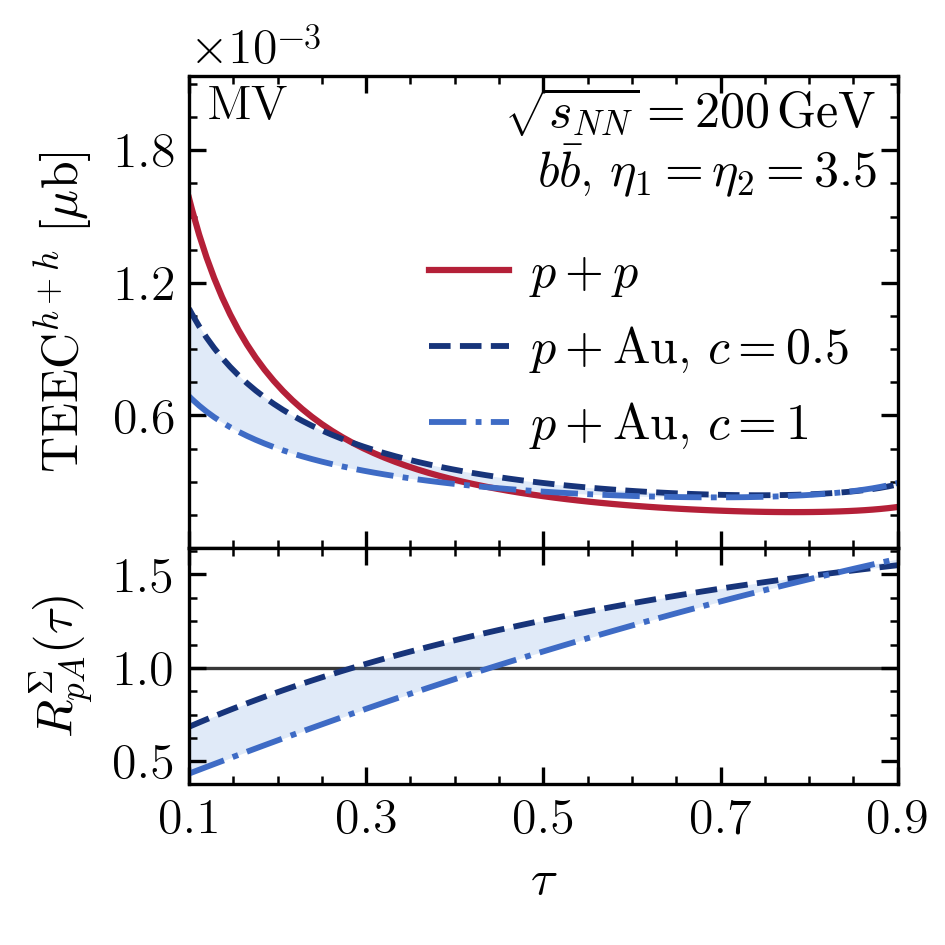 ×10⁻³
MV
√s_NN = 200 GeV
bb̄, η₁ = η₂ = 3.5
TEEC^{h+h} [μb]
1.8
1.2
0.6
p + p
p + Au, c = 0.5
p + Au, c = 1
R^Σ_{pA}(τ)
1.5
1.0
0.5
0.1 0.3 0.5 0.7 0.9
τ